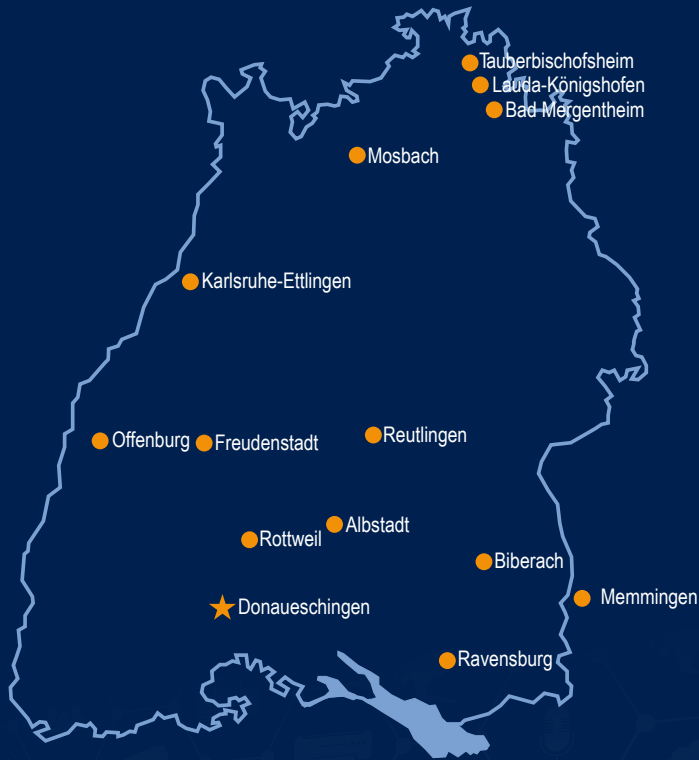 Tauberbischofsheim
Lauda-Königshofen
Bad Mergentheim
Mosbach
Karlsruhe-Ettlingen
Offenburg
Freudenstadt
Reutlingen
Albstadt
Rottweil
Biberach
Memmingen
Donaueschingen
Ravensburg